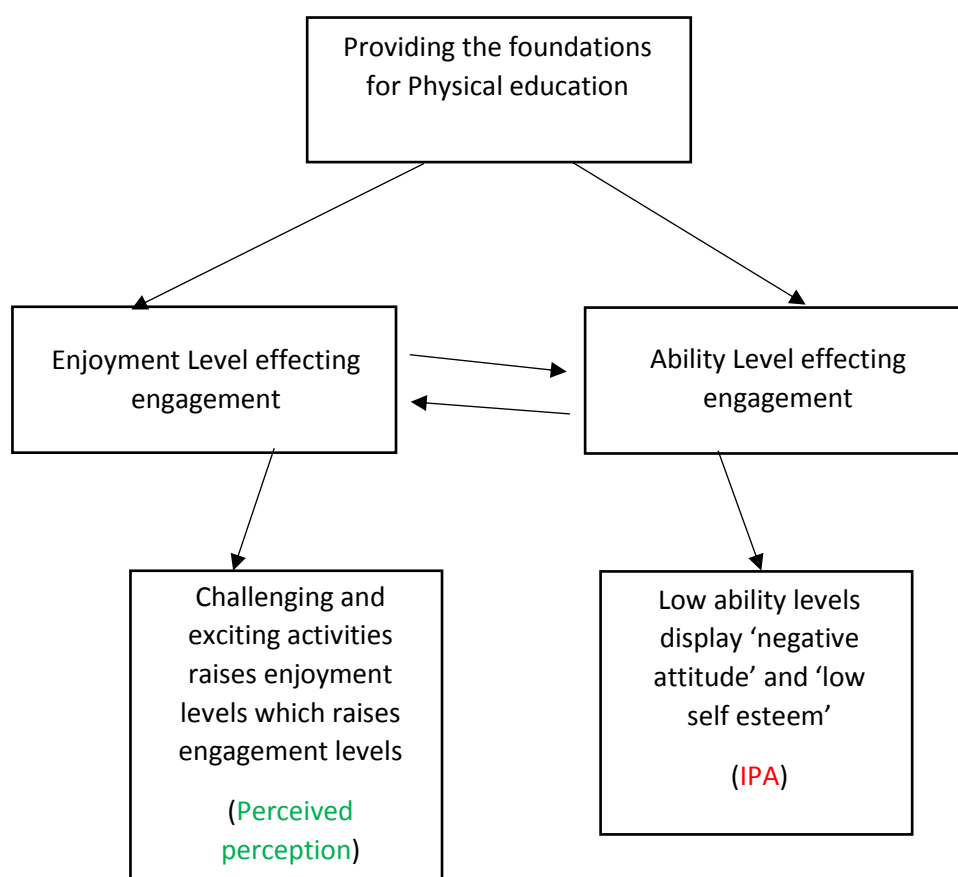 Providing the foundations
for Physical education
Enjoyment Level effecting
engagement
Ability Level effecting
engagement
Challenging and
exciting activities
raises enjoyment
levels which raises
engagement levels
(Perceived
perception)
Low ability levels
display ‘negative
attitude’ and ‘low
self esteem’
(IPA)